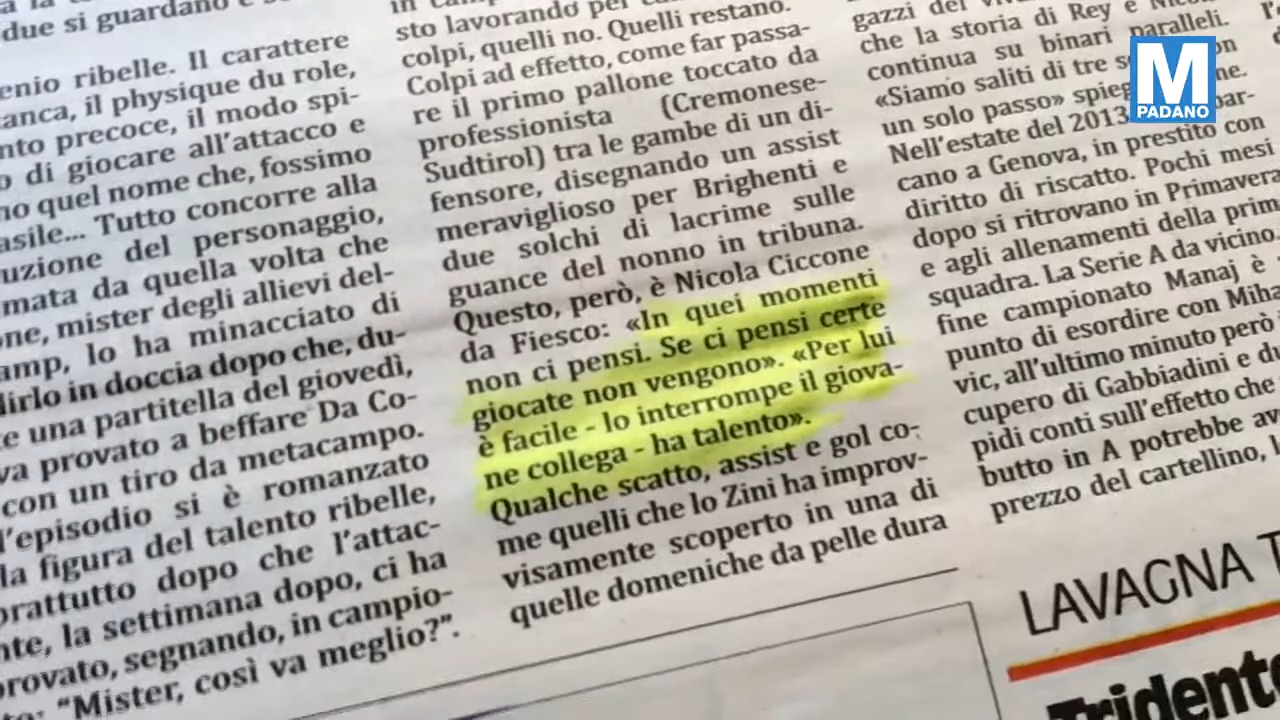 due si guardano e
enio ribelle. Il carattere
anca, il physique du role,
nto precoce, il modo spi-
o di giocare all'attacco e
no quel nome che, fossimo
asile... Tutto concorre alla
uzione del personaggio,
mata da quella volta che
one, mister degli allievi del-
amp, lo ha minacciato di
dirlo in doccia dopo che, du-
te una partitella del giovedì,
va provato a beffare Da Co-
con un tiro da metacampo.
l'episodio si è romanzato
la figura del talento ribelle,
prattutto dopo che l'attac-
nte, la settimana dopo, ci ha
provato, segnando, in campio-
to: "Mister, così va meglio?".
sto lavorando per
colpi, quelli no. Quelli restano.
Colpi ad effetto, come far passa-
re il primo pallone toccato da
professionista (Cremonese-
Sudtirol) tra le gambe di un di-
fensore, disegnando un assist
meraviglioso per Brighenti e
due solchi di lacrime sulle
guance del nonno in tribuna.
Questo, però, è Nicola Ciccone
da Fiesco: «In quei momenti
non ci pensi. Se ci pensi certe
giocate non vengono». «Per lui
è facile - lo interrompe il giova-
ne collega - ha talento».
Qualche scatto, assist e gol co-
me quelli che lo Zini ha improv-
visamente scoperto in una di
quelle domeniche da pelle dura
gazzi del
che la storia di Rey e
continua su binari paralleli.
«Siamo saliti di tre
un solo passo»
Nell'estate del 2013
cano a Genova, in prestito con
diritto di riscatto. Pochi mesi
dopo si ritrovano in Primavera
e agli allenamenti della prim
squadra. La Serie A da vicino.
fine campionato Manaj è
punto di esordire con Miha
vic, all'ultimo minuto però
cupero di Gabbiadini e du
pidi conti sull'effetto che
butto in A potrebbe av
prezzo del cartellino, l
LAVAGNA T
Tridente
M
PADANO